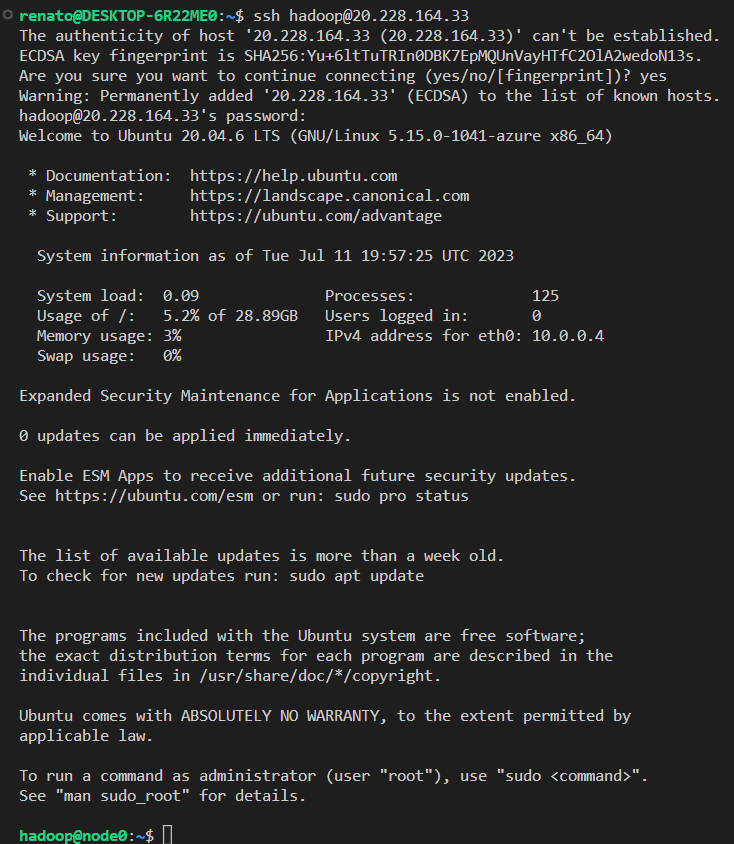 renato@DESKTOP-6R22ME0:~$ ssh hadoop@20.228.164.33
The authenticity of host '20.228.164.33 (20.228.164.33)' can't be established.
ECDSA key fingerprint is SHA256:Yu+6ltTuTRIn0DBK7EpMQUnVayHTfC2OlA2wedoN13s.
Are you sure you want to continue connecting (yes/no/[fingerprint])? yes
Warning: Permanently added '20.228.164.33' (ECDSA) to the list of known hosts.
hadoop@20.228.164.33's password:
Welcome to Ubuntu 20.04.6 LTS (GNU/Linux 5.15.0-1041-azure x86_64)
* Documentation:  https://help.ubuntu.com
* Management:     https://landscape.canonical.com
* Support:        https://ubuntu.com/advantage
System information as of Tue Jul 11 19:57:25 UTC 2023
System load:  0.09              Processes:             125
Usage of /:   5.2% of 28.89GB   Users logged in:       0
Memory usage: 3%                IPv4 address for eth0: 10.0.0.4
Swap usage:   0%
Expanded Security Maintenance for Applications is not enabled.
0 updates can be applied immediately.
Enable ESM Apps to receive additional future security updates.
See https://ubuntu.com/esm or run: sudo pro status
The list of available updates is more than a week old.
To check for new updates run: sudo apt update
The programs included with the Ubuntu system are free software;
the exact distribution terms for each program are described in the
individual files in /usr/share/doc/*/copyright.
Ubuntu comes with ABSOLUTELY NO WARRANTY, to the extent permitted by
applicable law.
To run a command as administrator (user "root"), use "sudo <command>".
See "man sudo_root" for details.
hadoop@node0:~$